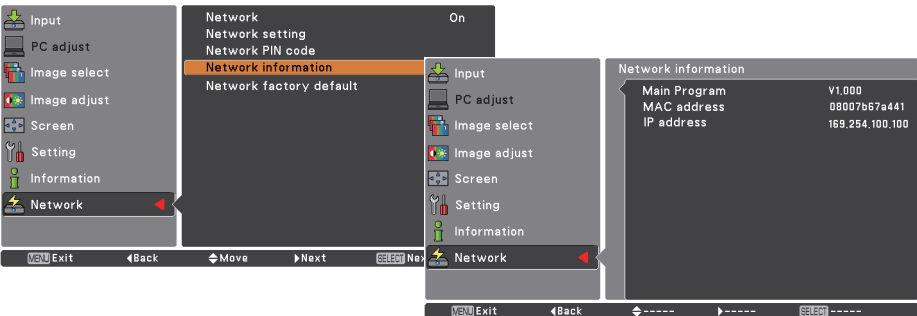 Input
PC adjust
Image select
Image adjust
Screen
Setting
Information
Network
Network On
Network setting
Network PIN code
Network information
Network factory default
MENU Exit Back Move Next SELECT
Input
PC adjust
Image select
Image adjust
Screen
Setting
Information
Network
Network information
Main Program V1.000
MAC address 08007b67a441
IP address 169.254.100.100
MENU Exit Back ----- ----- SELECT -----